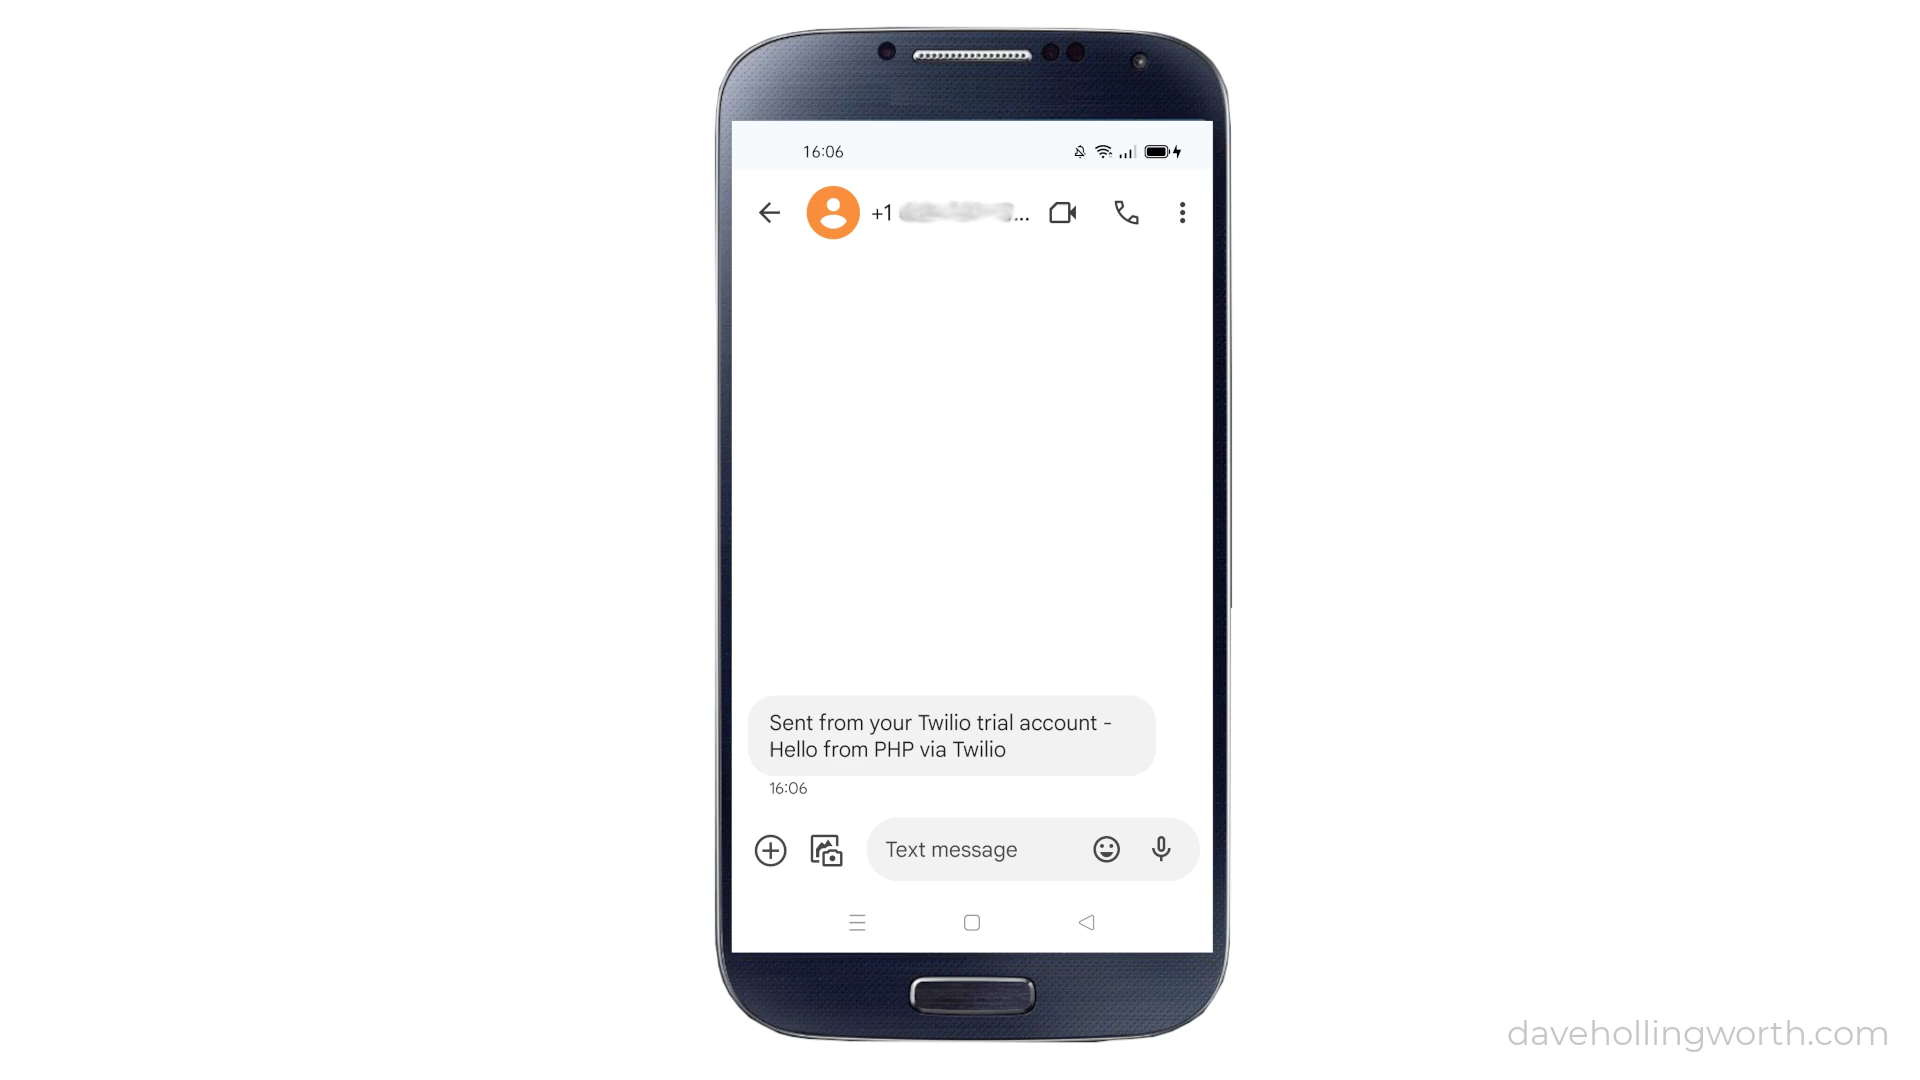 16:06
+1 ...
Sent from your Twilio trial account -
Hello from PHP via Twilio
16:06
Text message
davehollingworth.com